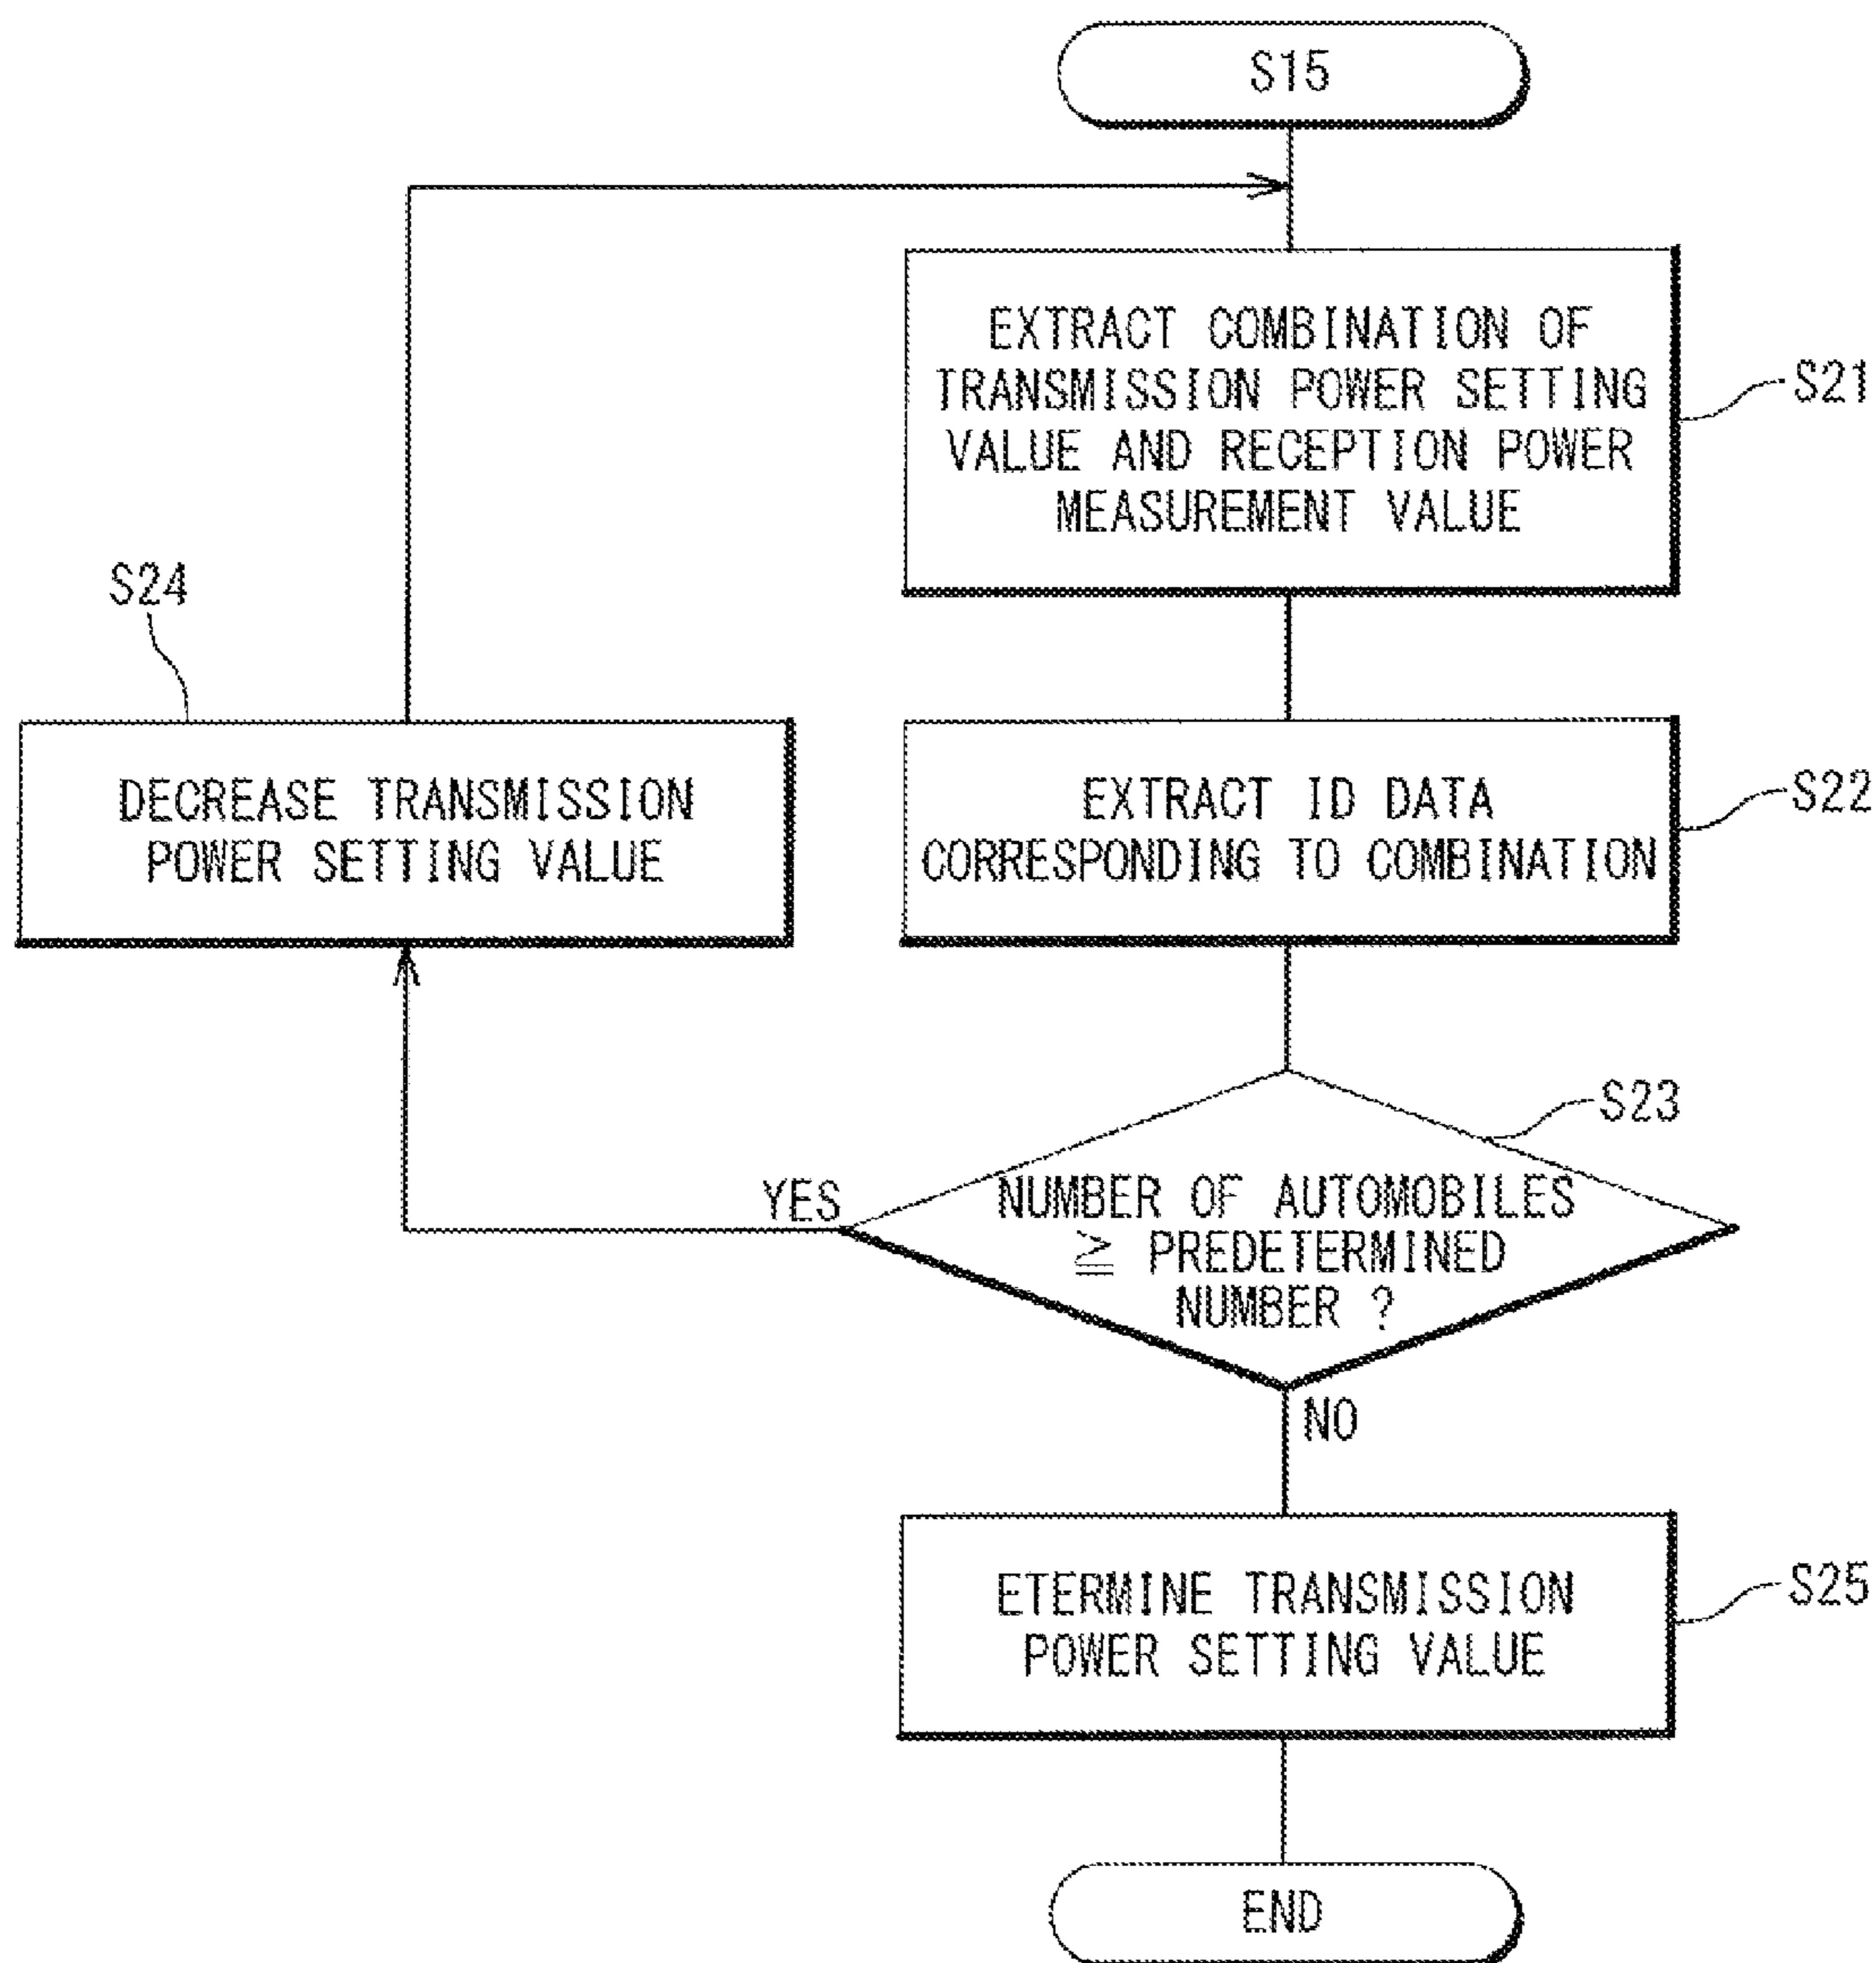 S15
EXTRACT COMBINATION OF
TRANSMISSION POWER SETTING
VALUE AND RECEPTION POWER
MEASUREMENT VALUE
S21
S24
DECREASE TRANSMISSION
POWER SETTING VALUE
EXTRACT ID DATA
CORRESPONDING TO COMBINATION
S22
S23
YES
NUMBER OF AUTOMOBILES
≧ PREDETERMINED
NUMBER ?
NO
ETERMINE TRANSMISSION
POWER SETTING VALUE
S25
END